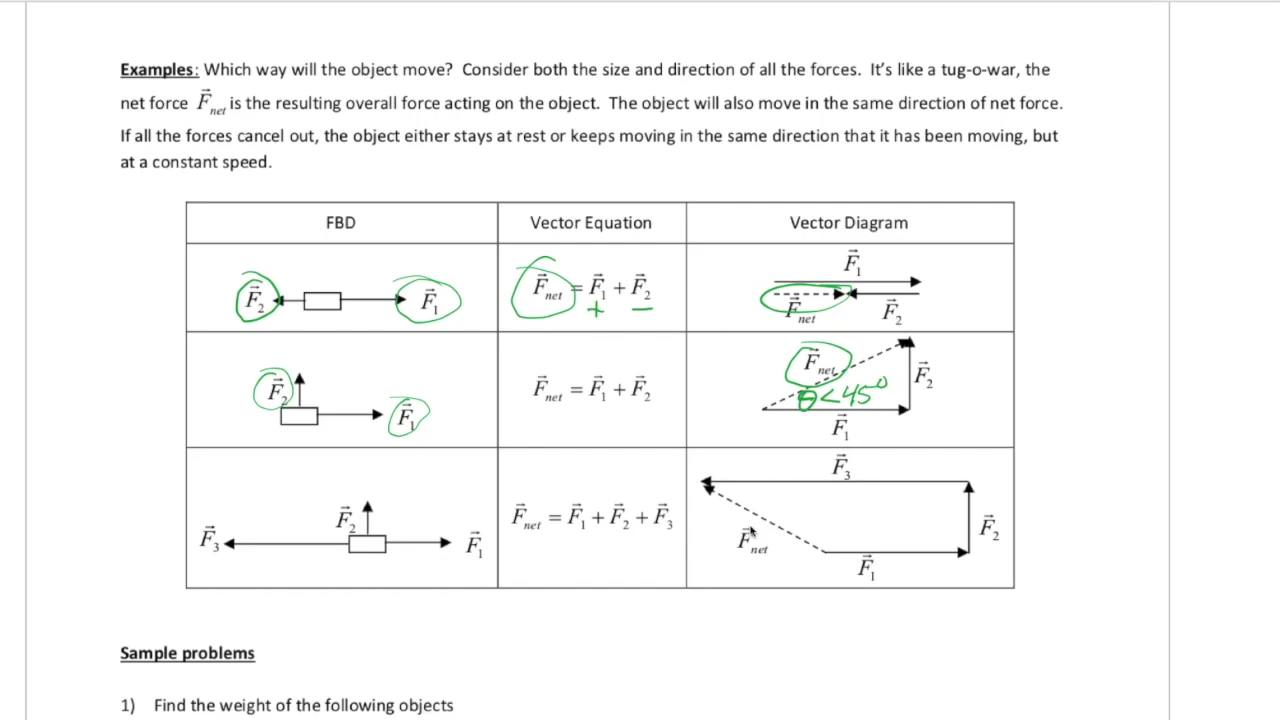 Examples: Which way will the object move? Consider both the size and direction of all the forces. It's like a tug-o-war, the
net force F⃗net is the resulting overall force acting on the object. The object will also move in the same direction of net force.
If all the forces cancel out, the object either stays at rest or keeps moving in the same direction that it has been moving, but
at a constant speed.
FBD
Vector Equation
Vector Diagram
F⃗2
F⃗1
F⃗net = F⃗1 + F⃗2
+ −
F⃗1
F⃗net
F⃗2
F⃗2
F⃗1
F⃗net = F⃗1 + F⃗2
F⃗net
F⃗2
θ<45°
F⃗1
F⃗3
F⃗2
F⃗1
F⃗net = F⃗1 + F⃗2 + F⃗3
F⃗3
F⃗net
F⃗2
F⃗1
Sample problems
1) Find the weight of the following objects